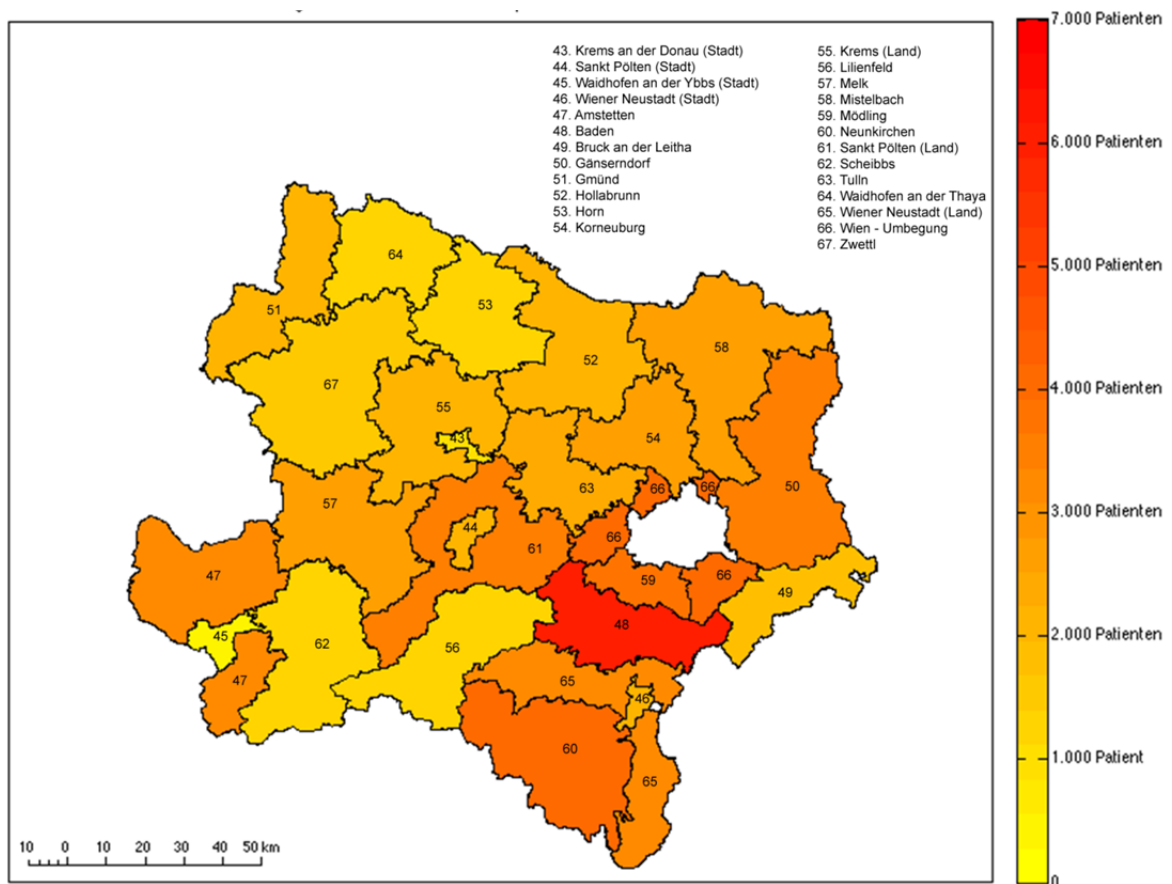 43. Krems an der Donau (Stadt)
44. Sankt Pölten (Stadt)
45. Waidhofen an der Ybbs (Stadt)
46. Wiener Neustadt (Stadt)
47. Amstetten
48. Baden
49. Bruck an der Leitha
50. Gänserndorf
51. Gmünd
52. Hollabrunn
53. Horn
54. Korneuburg
55. Krems (Land)
56. Lilienfeld
57. Melk
58. Mistelbach
59. Mödling
60. Neunkirchen
61. Sankt Pölten (Land)
62. Scheibbs
63. Tulln
64. Waidhofen an der Thaya
65. Wiener Neustadt (Land)
66. Wien - Umbegung
67. Zwettl
7.000 Patienten
6.000 Patienten
5.000 Patienten
4.000 Patienten
3.000 Patienten
2.000 Patienten
1.000 Patient
0
64
51
53
58
52
67
55
43
54
57
63
66
66
50
44
66
61
47
59
66
49
45
48
62
56
47
65
46
60
65
10 0 10 20 30 40 50 km